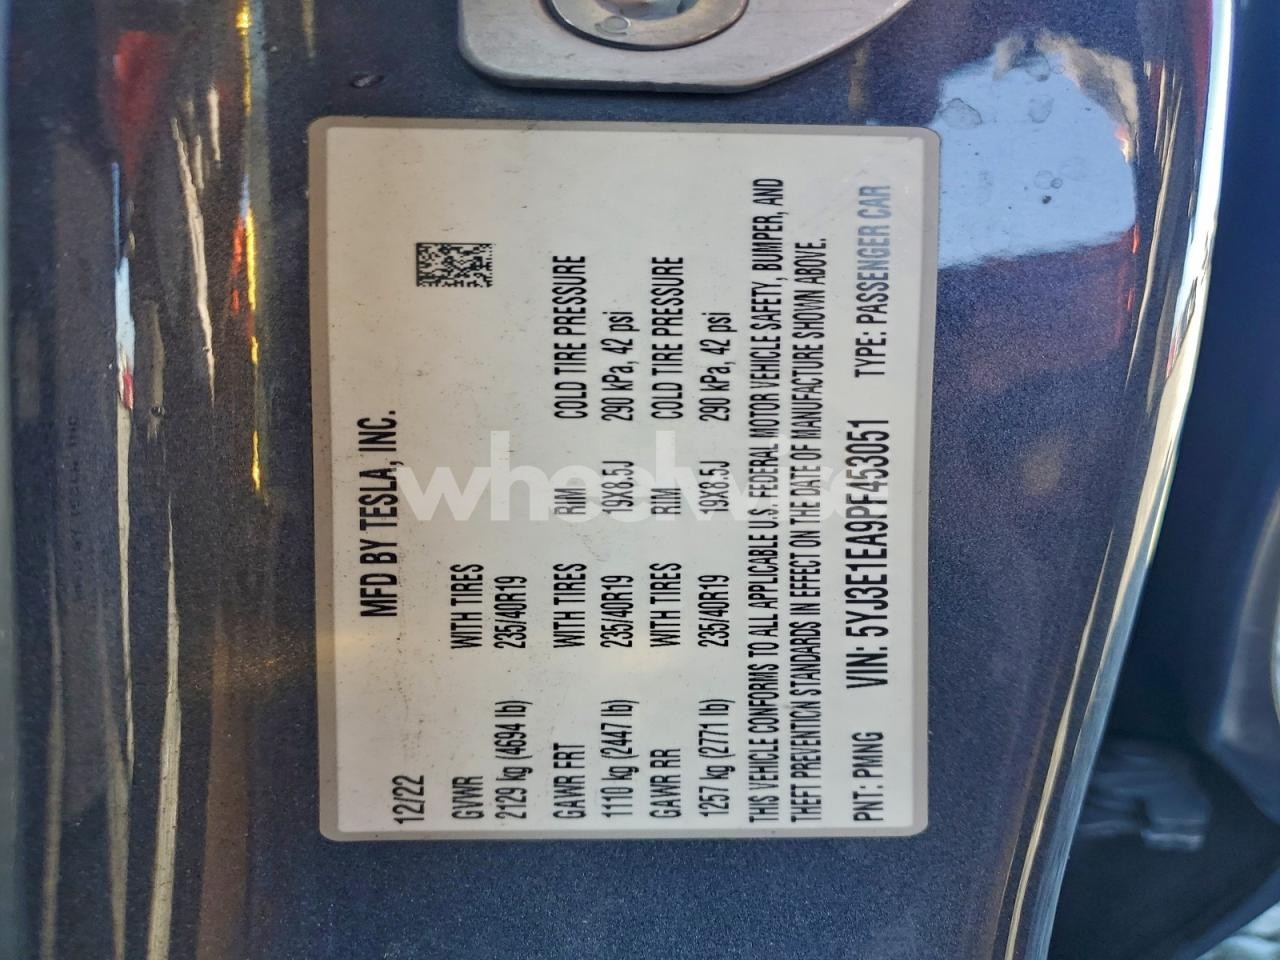 MFD BY TESLA, INC.
12/22
GVWR WITH TIRES
2129 kg (4694 lb) 235/40R19
GAWR FRT WITH TIRES RIM COLD TIRE PRESSURE
1110 kg (2447 lb) 235/40R19 19X8.5J 290 kPa, 42 psi
GAWR RR WITH TIRES RIM COLD TIRE PRESSURE
1257 kg (2771 lb) 235/40R19 19X8.5J 290 kPa, 42 psi
THIS VEHICLE CONFORMS TO ALL APPLICABLE U.S. FEDERAL MOTOR VEHICLE SAFETY, BUMPER, AND
THEFT PREVENTION STANDARDS IN EFFECT ON THE DATE OF MANUFACTURE SHOWN ABOVE.
PNT: PMNG VIN: 5YJ3E1EA9PF453051 TYPE: PASSENGER CAR